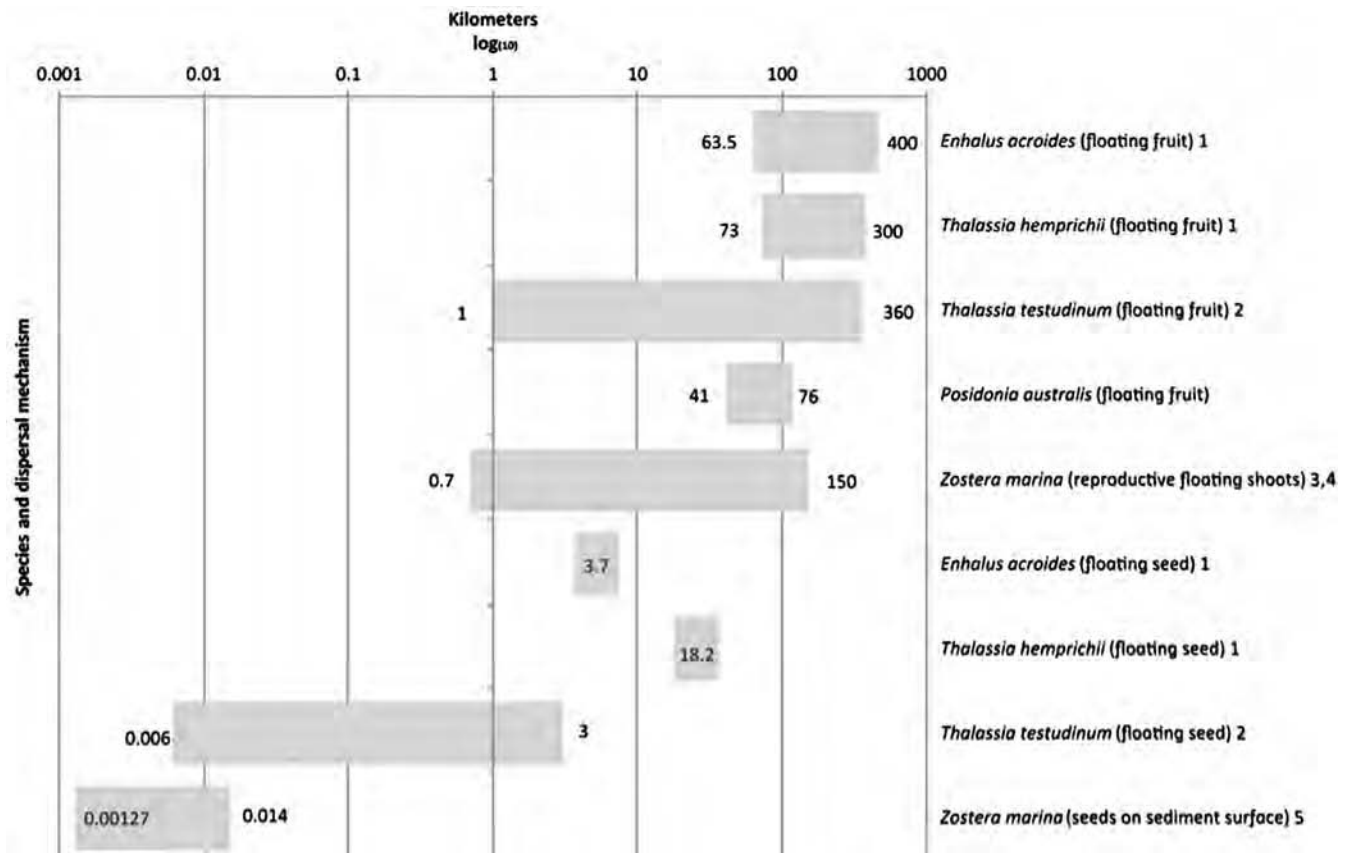 Kilometers
log(10)
0.001 0.01 0.1 1 10 100 1000
Species and dispersal mechanism
63.5 400 Enhalus acroides (floating fruit) 1
73 300 Thalassia hemprichii (floating fruit) 1
1 360 Thalassia testudinum (floating fruit) 2
41 76 Posidonia australis (floating fruit)
0.7 150 Zostera marina (reproductive floating shoots) 3,4
3.7 Enhalus acroides (floating seed) 1
18.2 Thalassia hemprichii (floating seed) 1
0.006 3 Thalassia testudinum (floating seed) 2
0.00127 0.014 Zostera marina (seeds on sediment surface) 5